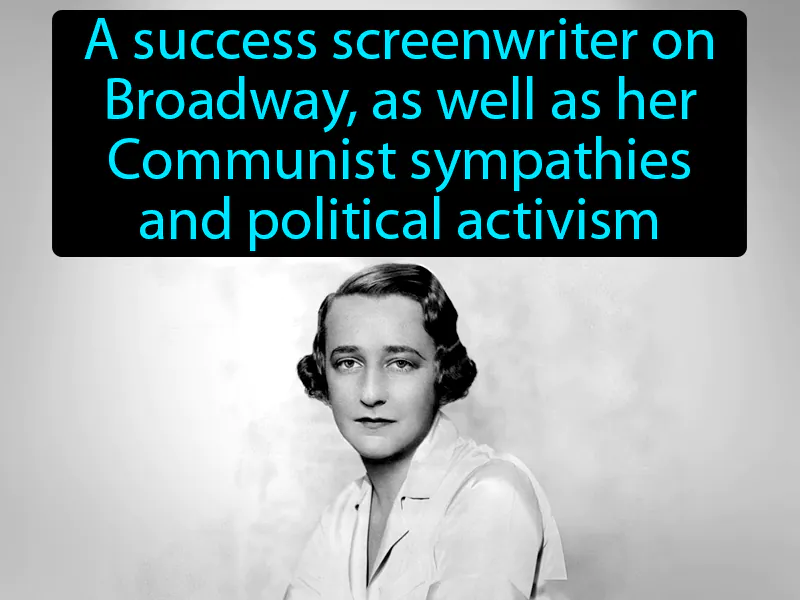 A success screenwriter on
Broadway, as well as her
Communist sympathies
and political activism